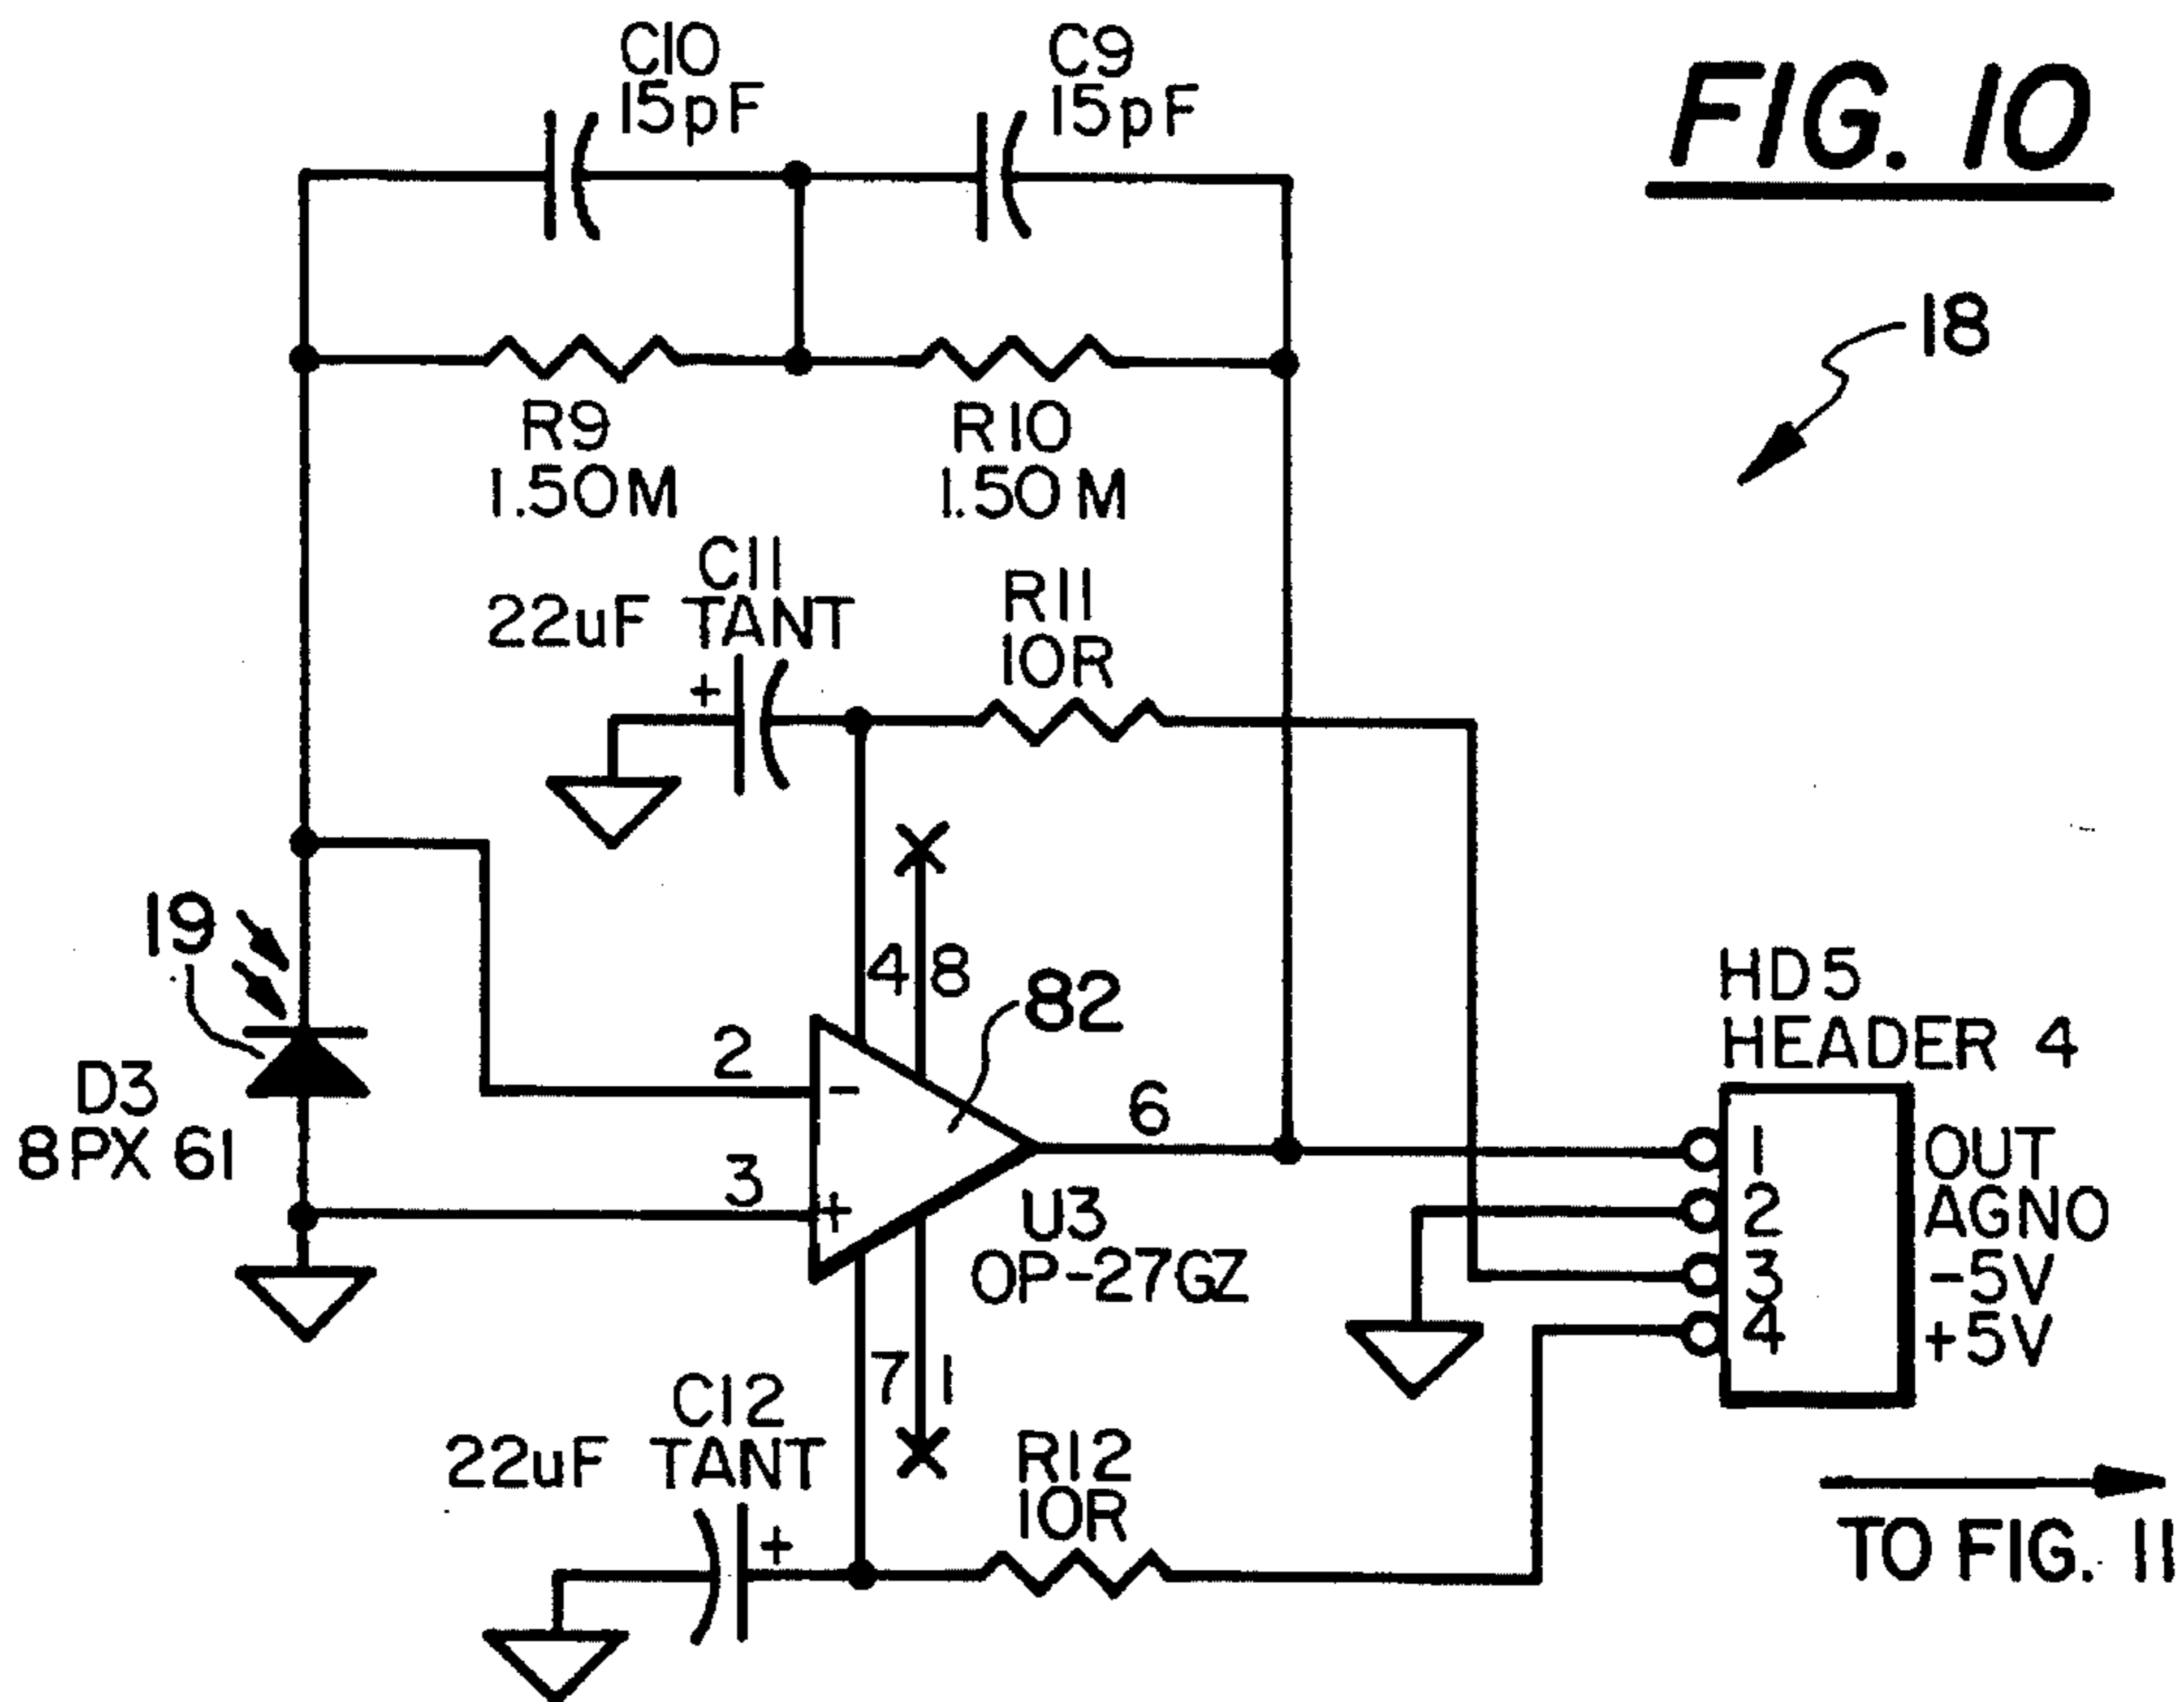 FIG. 10
C10
15pF
C9
15pF
18
R9
1.50M
R10
1.50M
C11
22uF TANT
+
R11
10R
19
4 8
82
D3
8PX 61
2
-
3
+
6
U3
OP-27GZ
HD5
HEADER 4
1 OUT
2 AGNO
3 -5V
4 +5V
7 1
C12
22uF TANT
+
R12
10R
TO FIG. 11